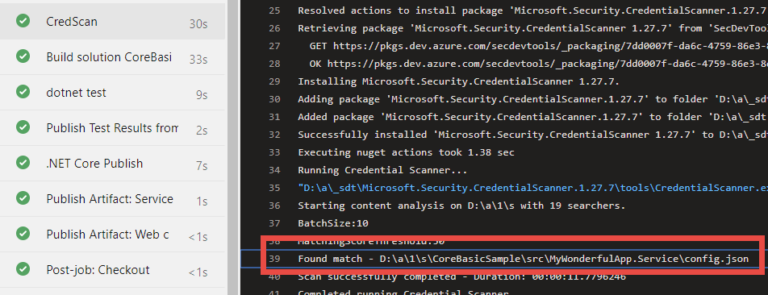 CredScan 30s
Build solution CoreBasi 33s
dotnet test 9s
Publish Test Results from 2s
.NET Core Publish 7s
Publish Artifact: Service 1s
Publish Artifact: Web c <1s
Post-job: Checkout <1s
25 Resolved actions to install package 'Microsoft.Security.CredentialScanner.1.27.7
26 Retrieving package 'Microsoft.Security.CredentialScanner 1.27.7' from 'SecDevTool
27 GET https://pkgs.dev.azure.com/secdevtools/_packaging/7dd0007f-da6c-4759-86e3-8
28 OK https://pkgs.dev.azure.com/secdevtools/_packaging/7dd0007f-da6c-4759-86e3-8
29 Installing Microsoft.Security.CredentialScanner 1.27.7.
30 Adding package 'Microsoft.Security.CredentialScanner.1.27.7' to folder 'D:\a\_sdt
31 Added package 'Microsoft.Security.CredentialScanner.1.27.7' to folder 'D:\a\_sdt
32 Successfully installed 'Microsoft.Security.CredentialScanner 1.27.7' to D:\a\_sdt
33 Executing nuget actions took 1.38 sec
34 Running Credential Scanner...
35 "D:\a\_sdt\Microsoft.Security.CredentialScanner.1.27.7\tools\CredentialScanner.ex
36 Starting content analysis on D:\a\1\s with 19 searchers.
37 BatchSize:10
38 MatchingScoreThreshold:50
39 Found match - D:\a\1\s\CoreBasicSample\src\MyWonderfulApp.Service\config.json
40 Scan successfully completed - Duration: 00:00:11.7796246
41 Completed running Credential Scanner